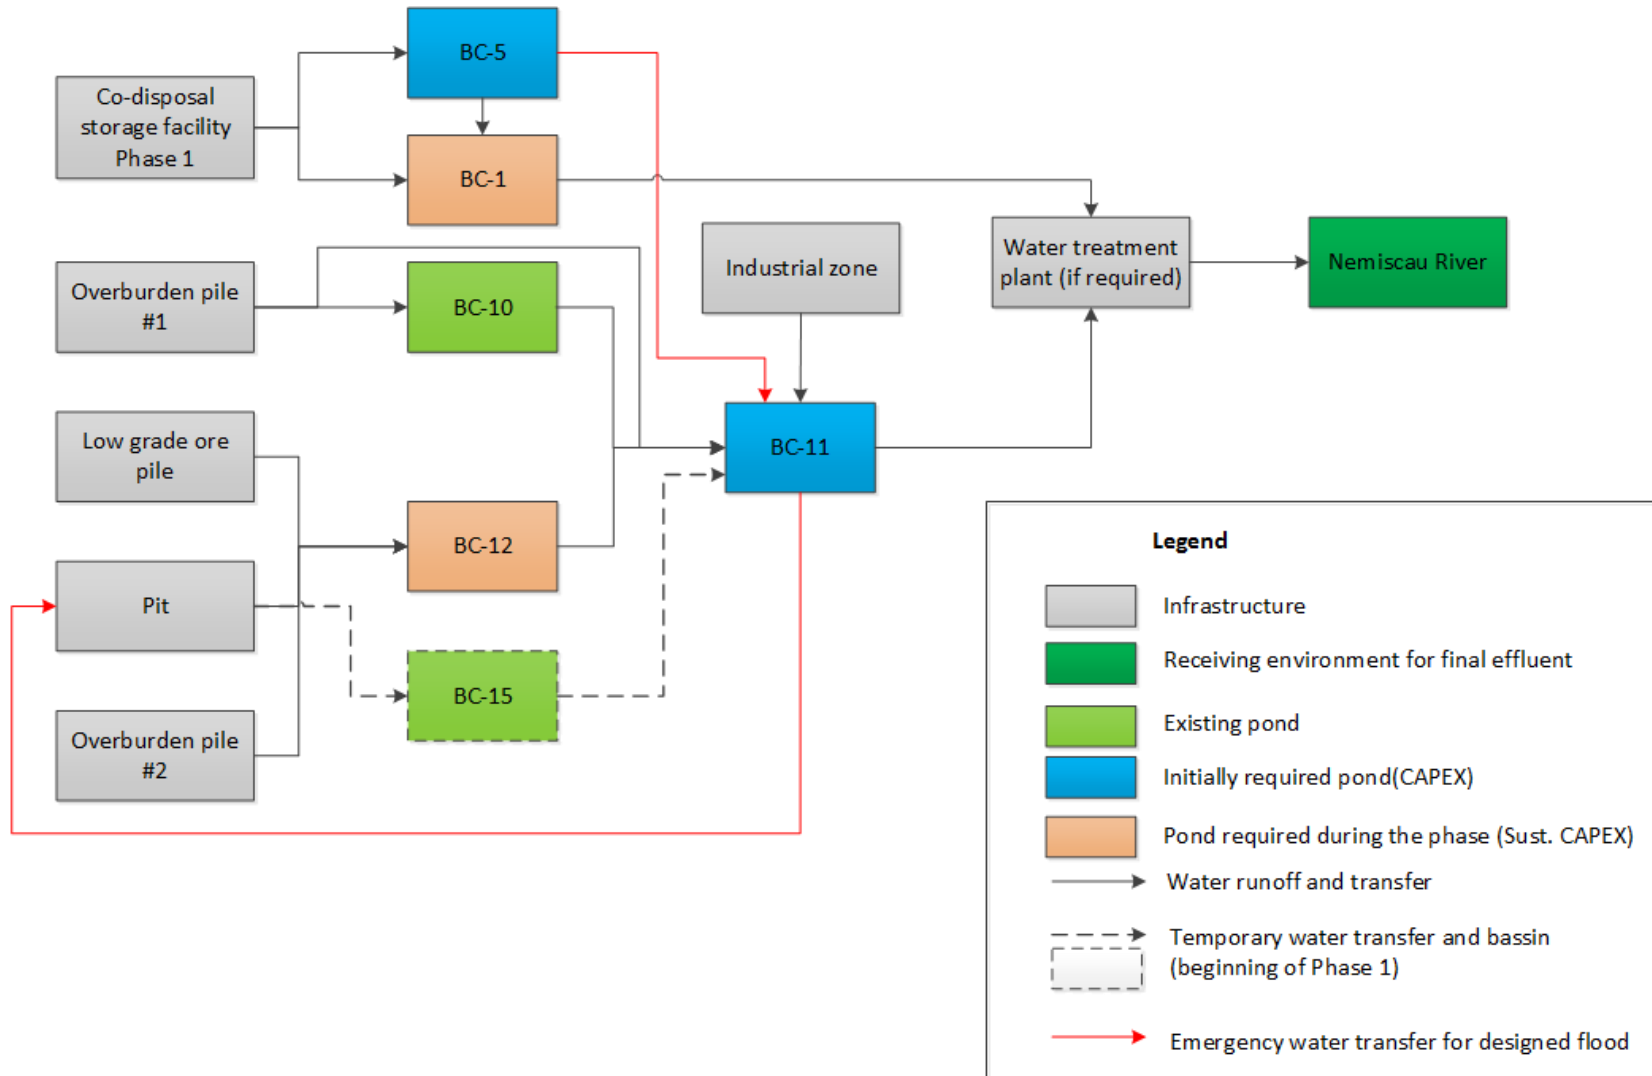 BC-5
Co-disposal
storage facility
Phase 1
BC-1
Industrial zone
Water treatment
plant (if required)
Nemiscau River
Overburden pile
#1
BC-10
Low grade ore
pile
BC-11
BC-12
Pit
BC-15
Overburden pile
#2
Legend
Infrastructure
Receiving environment for final effluent
Existing pond
Initially required pond(CAPEX)
Pond required during the phase (Sust. CAPEX)
Water runoff and transfer
Temporary water transfer and bassin
(beginning of Phase 1)
Emergency water transfer for designed flood